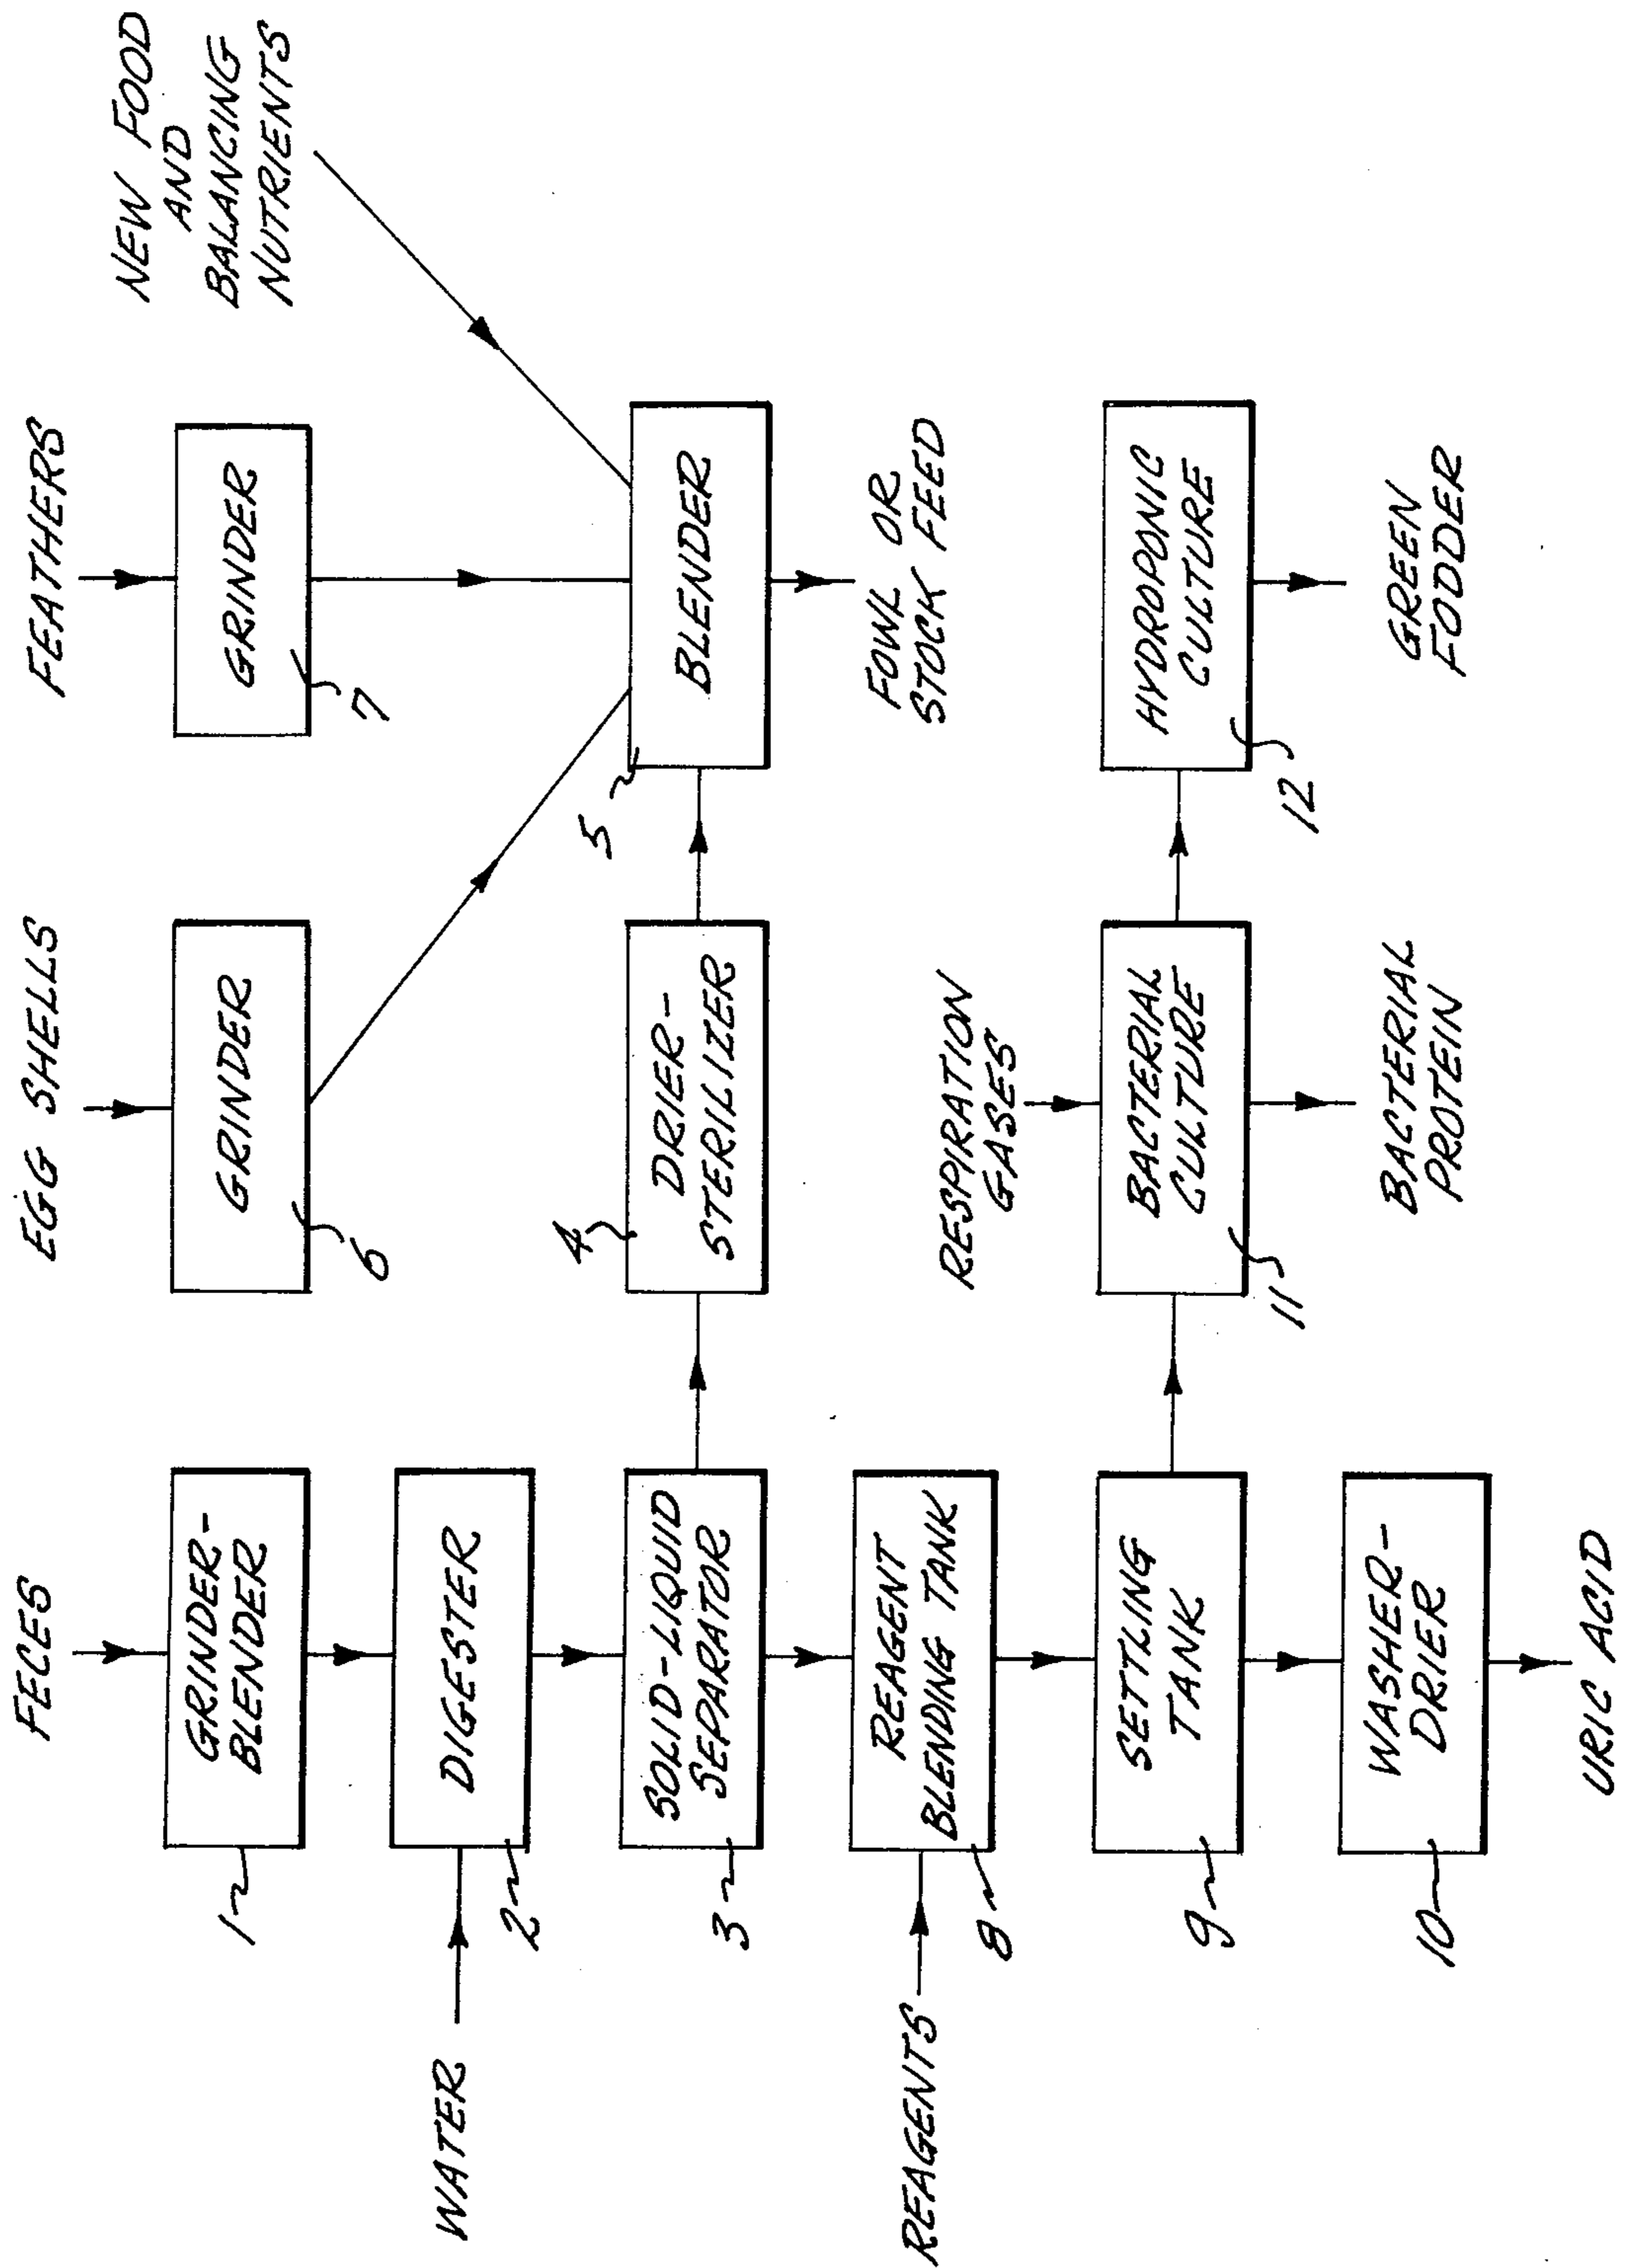 FECES
EGG SHELLS
FEATHERS
NEW FOOD
AND
BALANCING
NUTRIENTS
GRINDER-
BLENDER
1
GRINDER
6
GRINDER
7
WATER
DIGESTER
2
SOLID-LIQUID
SEPARATOR
3
DRIER-
STERILIZER
4
BLENDER
5
FOWL OR
STOCK FEED
REAGENTS
REAGENT
BLENDING TANK
8
RESPIRATION
GASES
SETTLING
TANK
9
BACTERIAL
CULTURE
11
HYDROPONIC
CULTURE
12
WASHER-
DRIER
10
BACTERIAL
PROTEIN
GREEN
FODDER
URIC ACID